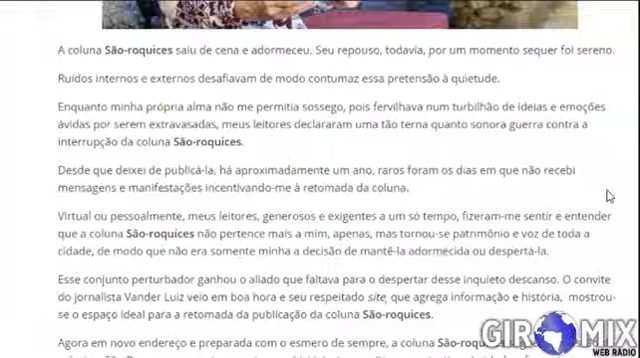 A coluna São-roquices saiu de cena e adormeceu. Seu repouso, todavia, por um momento sequer foi sereno.
Ruídos internos e externos desafiavam de modo contumaz essa pretensão à quietude.
Enquanto minha própria alma não me permitia sossego, pois fervilhava num turbilhão de ideias e emoções
ávidas por serem extravasadas, meus leitores declararam uma tão terna quanto sonora guerra contra a
interrupção da coluna São-roquices.
Desde que deixei de publicá-la, há aproximadamente um ano, raros foram os dias em que não recebi
mensagens e manifestações incentivando-me à retomada da coluna.
Virtual ou pessoalmente, meus leitores, generosos e exigentes a um só tempo, fizeram-me sentir e entender
que a coluna São-roquices não pertence mais a mim, apenas, mas tornou-se patrimônio e voz de toda a
cidade, de modo que não era somente minha a decisão de mantê-la adormecida ou despertá-la.
Esse conjunto perturbador ganhou o aliado que faltava para o despertar desse inquieto descanso. O convite
do jornalista Vander Luiz veio em boa hora e seu respeitado site, que agrega informação e história, mostrou-
se o espaço ideal para a retomada da publicação da coluna São-roquices.
Agora em novo endereço e preparada com o esmero de sempre, a coluna São-roquices
GIROMIX
WEB RÁDIO